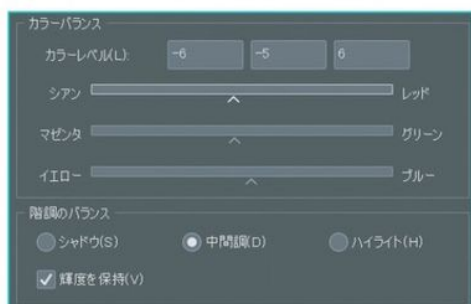 カラーバランス
カラーレベル(L): -6 -5 6
シアン レッド
マゼンタ グリーン
イエロー ブルー
階調のバランス
シャドウ(S) 中間調(D) ハイライト(H)
輝度を保持(V)